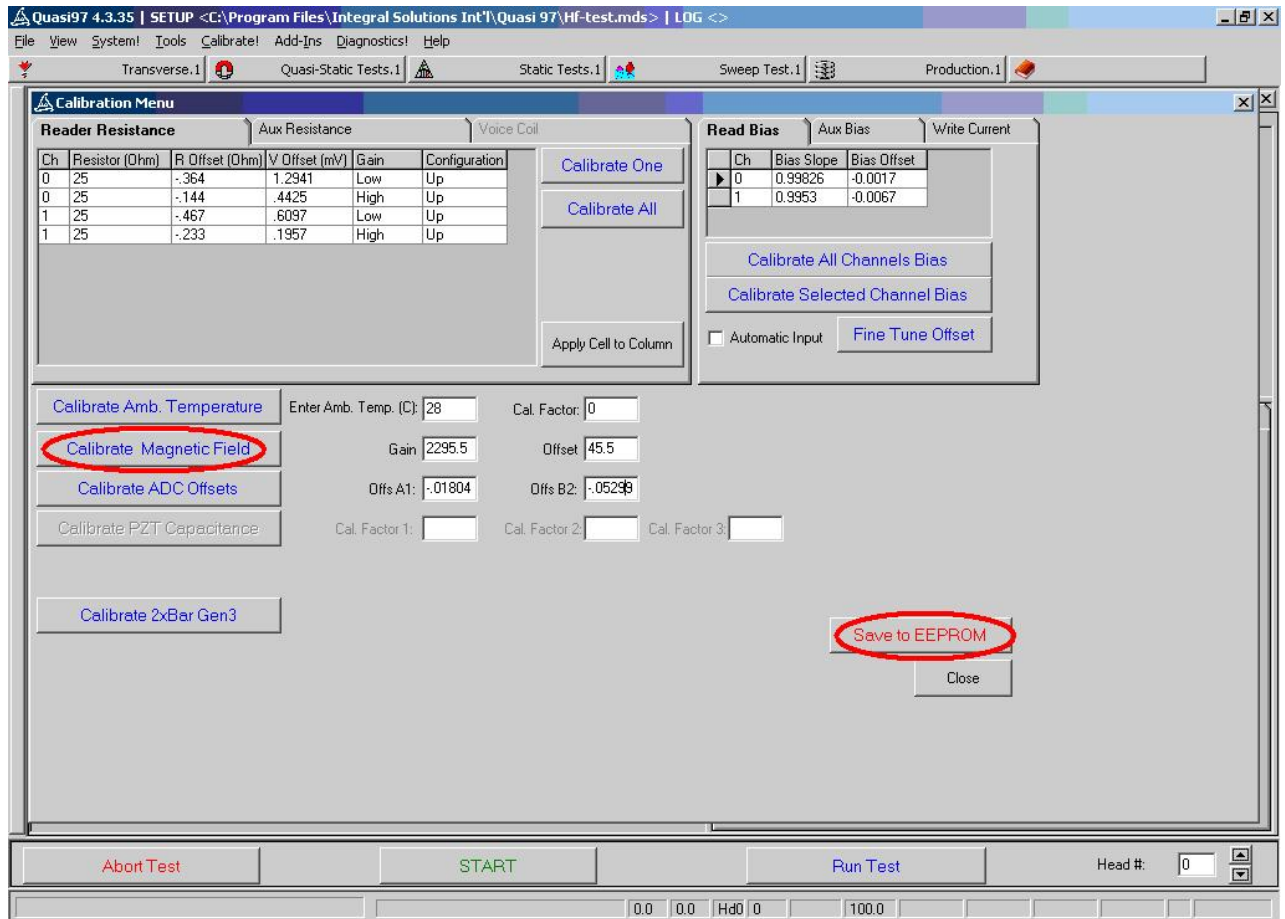 Quasi97 4.3.35 | SETUP <C:\Program Files\Integral Solutions Int'l\Quasi 97\Hf-test.mds> | LOG <>
File View System! Tools Calibrate! Add-Ins Diagnostics! Help
Transverse.1 Quasi-Static Tests.1 Static Tests.1 Sweep Test.1 Production.1
Calibration Menu
Reader Resistance Aux Resistance Voice Coil
Ch Resistor (Ohm) R Offset (Ohm) V Offset (mV) Gain Configuration
0 25 -.364 1.2941 Low Up
0 25 -.144 .4425 High Up
1 25 -.467 .6097 Low Up
1 25 -.233 .1957 High Up
Calibrate One
Calibrate All
Apply Cell to Column
Read Bias Aux Bias Write Current
Ch Bias Slope Bias Offset
0 0.99826 -0.0017
1 0.9953 -0.0067
Calibrate All Channels Bias
Calibrate Selected Channel Bias
Automatic Input Fine Tune Offset
Calibrate Amb. Temperature Enter Amb. Temp. (C): 28 Cal. Factor: 0
Calibrate Magnetic Field Gain 2295.5 Offset 45.5
Calibrate ADC Offsets Offs A1: -.01804 Offs B2: -.05299
Calibrate PZT Capacitance Cal. Factor 1: Cal. Factor 2: Cal. Factor 3:
Calibrate 2xBar Gen3
Save to EEPROM
Close
Abort Test START Run Test Head #: 0
0.0 0.0 Hd0 0 100.0